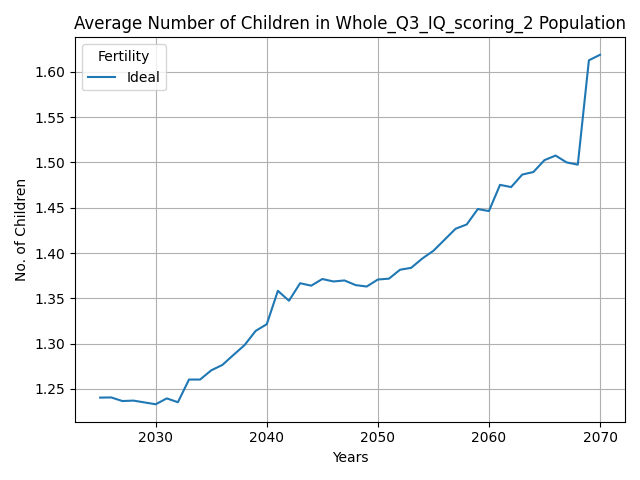 Average Number of Children in Whole_Q3_IQ_scoring_2 Population
Fertility
Ideal
1.60
1.55
1.50
1.45
1.40
1.35
1.30
1.25
No. of Children
2030 2040 2050 2060 2070
Years